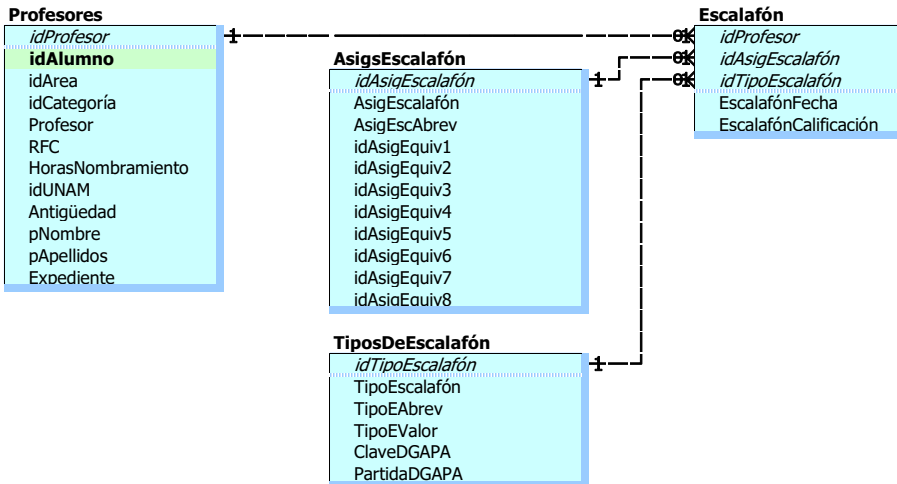 Profesores
idProfesor
idAlumno
idArea
idCategoría
Profesor
RFC
HorasNombramiento
idUNAM
Antigüedad
pNombre
pApellidos
Expediente
1
AsigsEscalafón
idAsigEscalafón
AsigEscalafón
AsigEscAbrev
idAsigEquiv1
idAsigEquiv2
idAsigEquiv3
idAsigEquiv4
idAsigEquiv5
idAsigEquiv6
idAsigEquiv7
idAsigEquiv8
1
TiposDeEscalafón
idTipoEscalafón
TipoEscalafón
TipoEAbrev
TipoEValor
ClaveDGAPA
PartidaDGAPA
1
Escalafón
idProfesor
idAsigEscalafón
idTipoEscalafón
EscalafónFecha
EscalafónCalificación